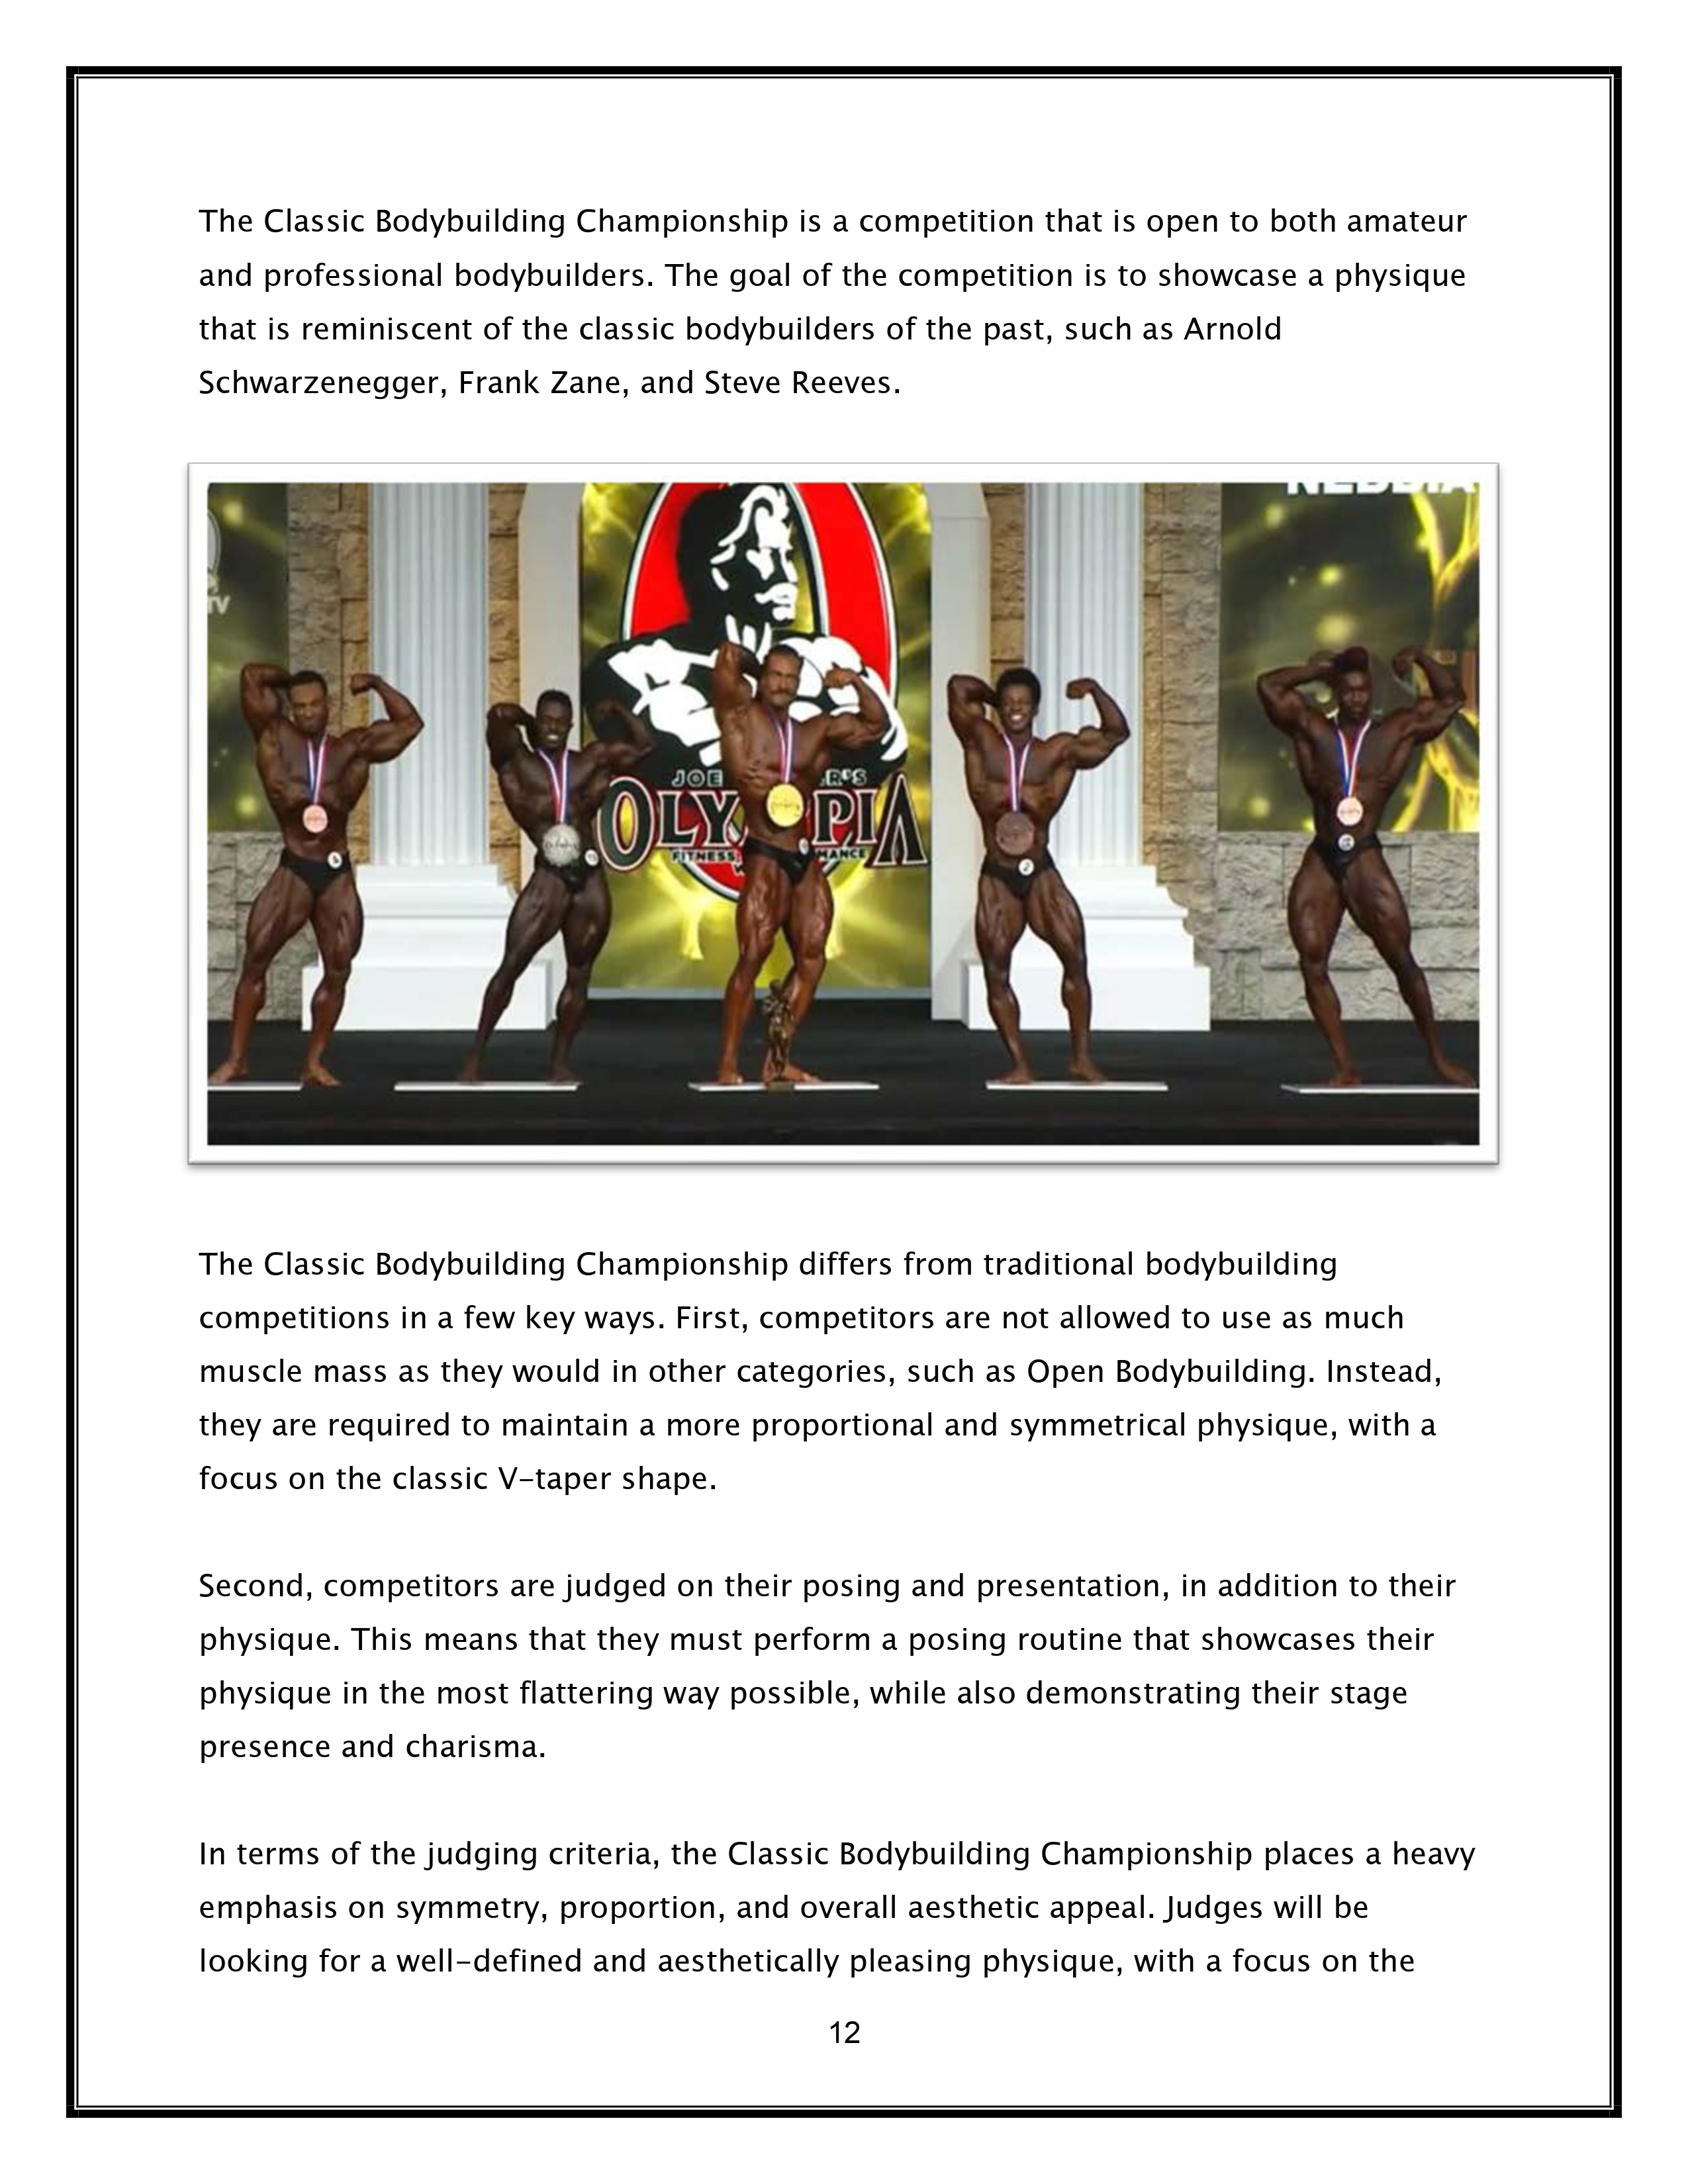 The Classic Bodybuilding Championship is a competition that is open to both amateur
and professional bodybuilders. The goal of the competition is to showcase a physique
that is reminiscent of the classic bodybuilders of the past, such as Arnold
Schwarzenegger, Frank Zane, and Steve Reeves.
TV
JOE R'S
OLY PIA
FITNESS MANCE
The Classic Bodybuilding Championship differs from traditional bodybuilding
competitions in a few key ways. First, competitors are not allowed to use as much
muscle mass as they would in other categories, such as Open Bodybuilding. Instead,
they are required to maintain a more proportional and symmetrical physique, with a
focus on the classic V-taper shape.
Second, competitors are judged on their posing and presentation, in addition to their
physique. This means that they must perform a posing routine that showcases their
physique in the most flattering way possible, while also demonstrating their stage
presence and charisma.
In terms of the judging criteria, the Classic Bodybuilding Championship places a heavy
emphasis on symmetry, proportion, and overall aesthetic appeal. Judges will be
looking for a well-defined and aesthetically pleasing physique, with a focus on the
12